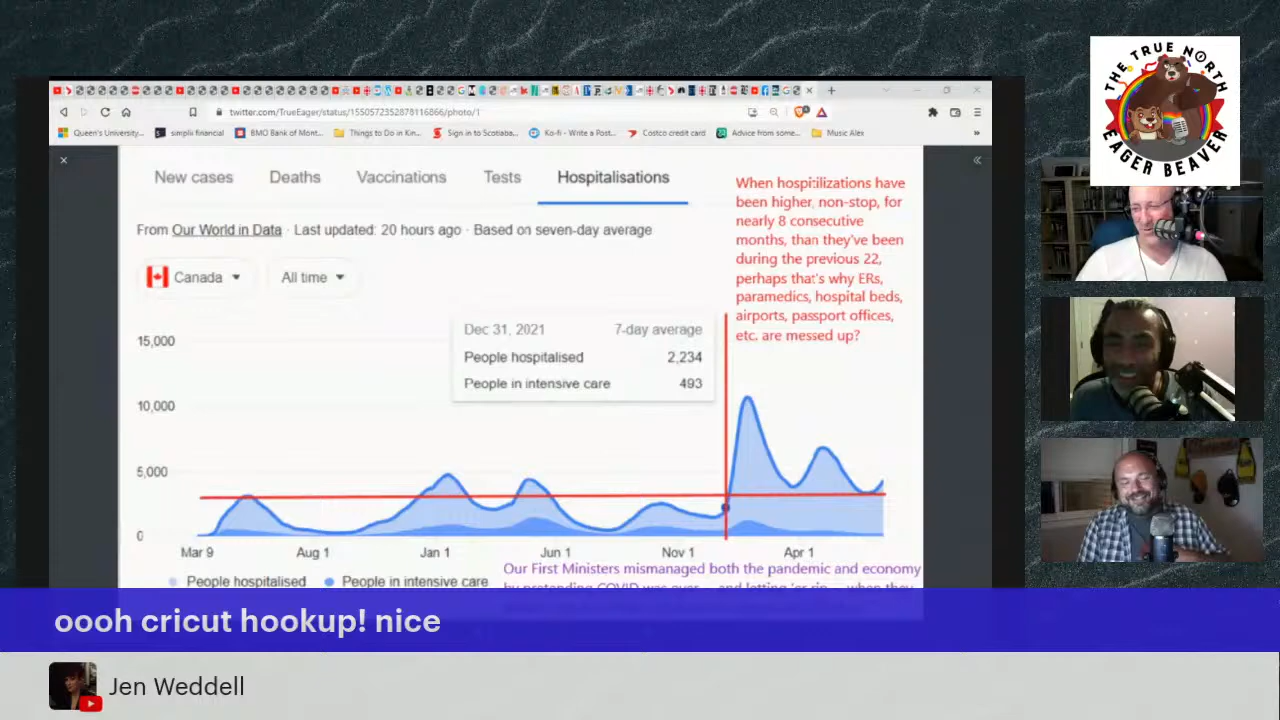 THE TRUE NORTH
EAGER BEAVER
twitter.com/TrueEager/status/1550572352878116866/photo/1
Queen's University...
simplii financial
BMO Bank of Mont...
Things to Do in Kin...
Sign in to Scotiaba...
Ko-fi - Write a Post...
Costco credit card
Advice from some...
Music Alex
New cases Deaths Vaccinations Tests Hospitalisations
From Our World in Data · Last updated: 20 hours ago · Based on seven-day average
Canada All time
When hospitilizations have
been higher, non-stop, for
nearly 8 consecutive
months, than they've been
during the previous 22,
perhaps that's why ERs,
paramedics, hospital beds,
airports, passport offices,
etc. are messed up?
Dec 31, 2021 7-day average
People hospitalised 2,234
People in intensive care 493
15,000
10,000
5,000
0
Mar 9 Aug 1 Jan 1 Jun 1 Nov 1 Apr 1
People hospitalised People in intensive care
Our First Ministers mismanaged both the pandemic and economy
oooh cricut hookup! nice
Jen Weddell